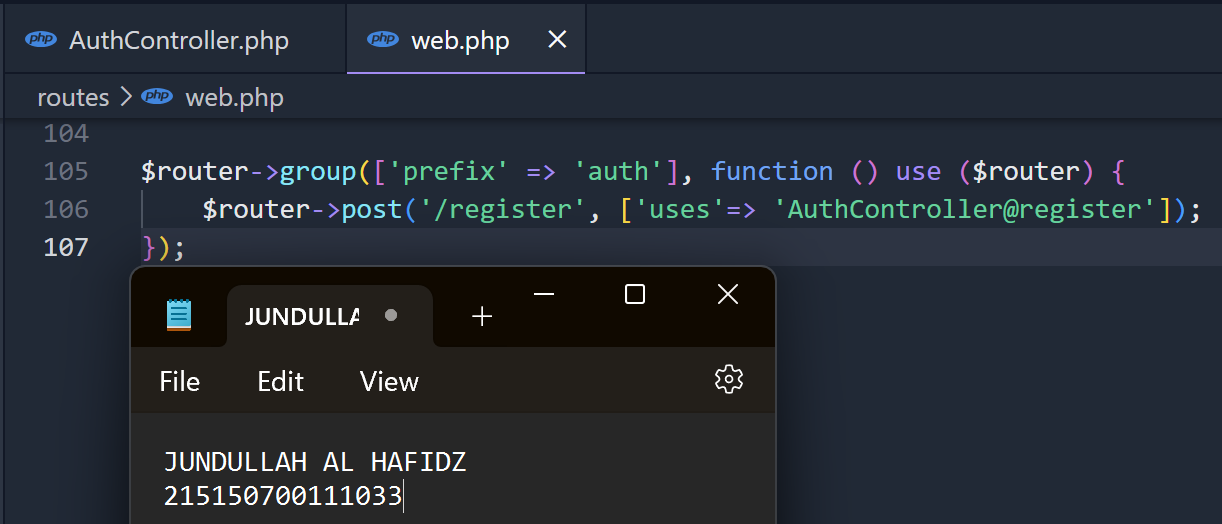 php AuthController.php php web.php
routes > php web.php
104
105 $router->group(['prefix' => 'auth'], function () use ($router) {
106 $router->post('/register', ['uses'=> 'AuthController@register']);
107 });
JUNDULLA
File Edit View
JUNDULLAH AL HAFIDZ
215150700111033